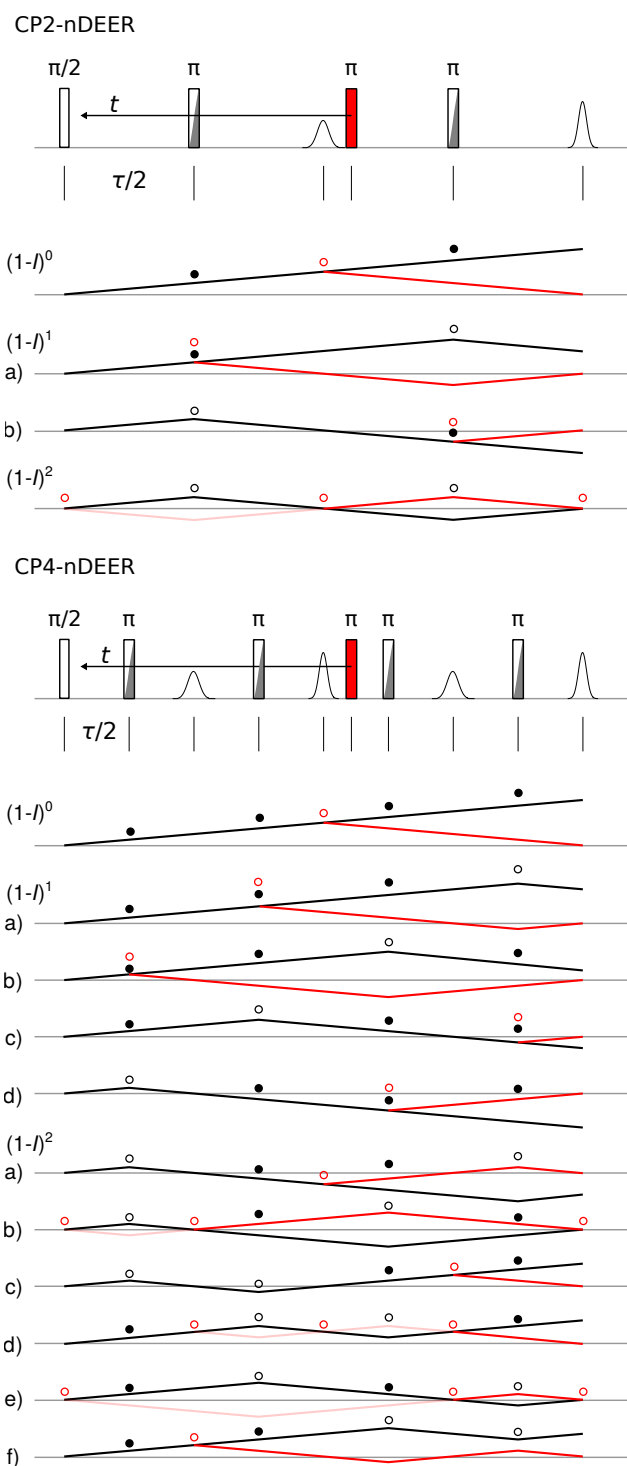 CP2-nDEER
π/2 π π π
t
τ/2
(1-I)⁰
(1-I)¹
a)
b)
(1-I)²
CP4-nDEER
π/2 π π π π π
t
τ/2
(1-I)⁰
(1-I)¹
a)
b)
c)
d)
(1-I)²
a)
b)
c)
d)
e)
f)